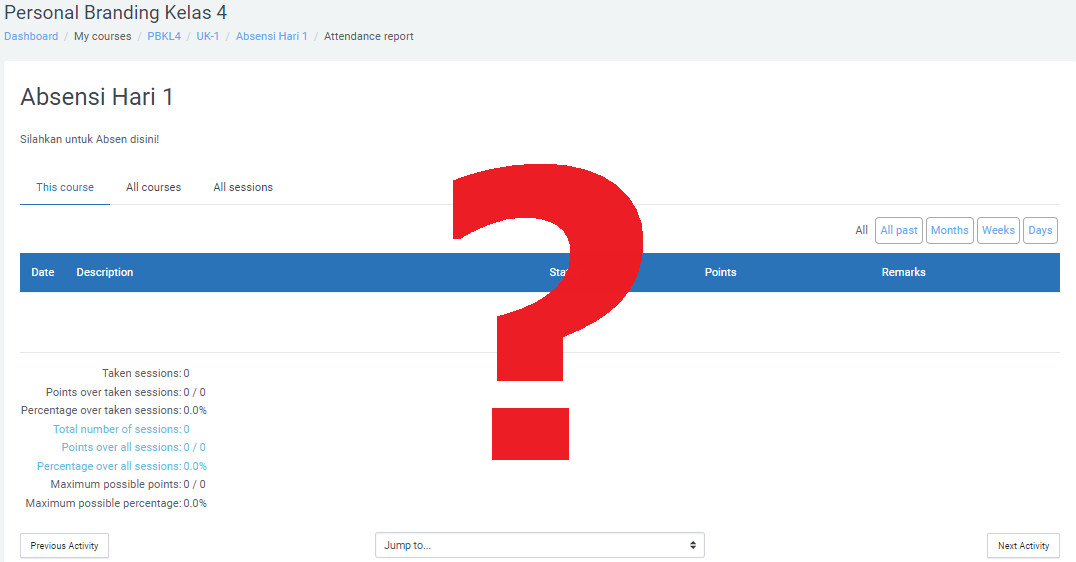 Personal Branding Kelas 4
Dashboard / My courses / PBKL4 / UK-1 / Absensi Hari 1 / Attendance report
Absensi Hari 1
Silahkan untuk Absen disini!
This course All courses All sessions
All All past Months Weeks Days
Date Description Points Remarks
?
Taken sessions: 0
Points over taken sessions: 0 / 0
Percentage over taken sessions: 0.0%
Total number of sessions: 0
Points over all sessions: 0 / 0
Percentage over all sessions: 0.0%
Maximum possible points: 0 / 0
Maximum possible percentage: 0.0%
Previous Activity Jump to... Next Activity